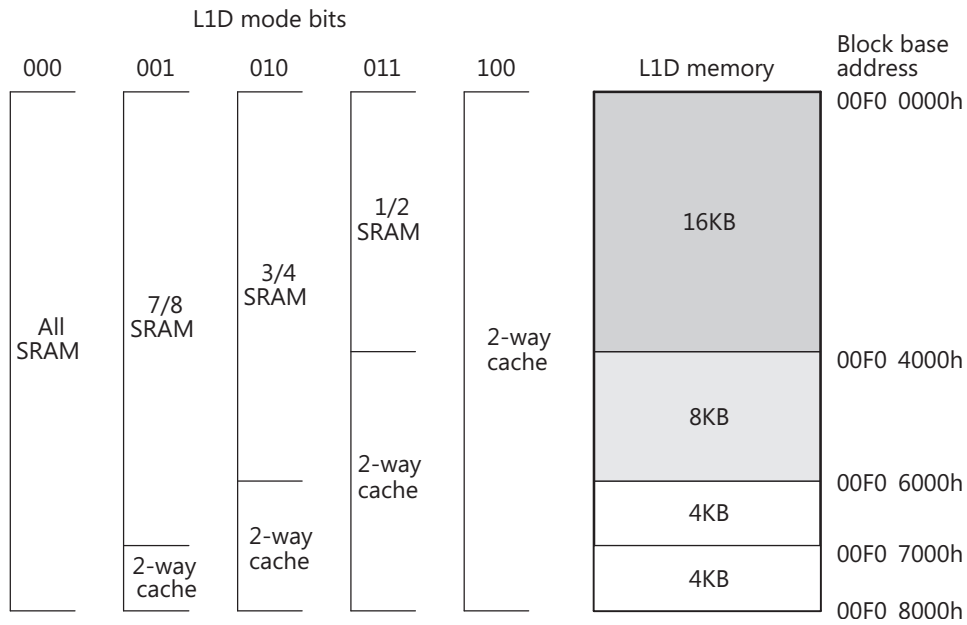 L1D mode bits
000 001 010 011 100 L1D memory Block base
address
00F0 0000h
1/2
SRAM
16KB
3/4
SRAM
7/8
SRAM
All
SRAM
2-way
cache
00F0 4000h
8KB
2-way
cache
00F0 6000h
4KB
2-way
cache
00F0 7000h
2-way
cache
4KB
00F0 8000h